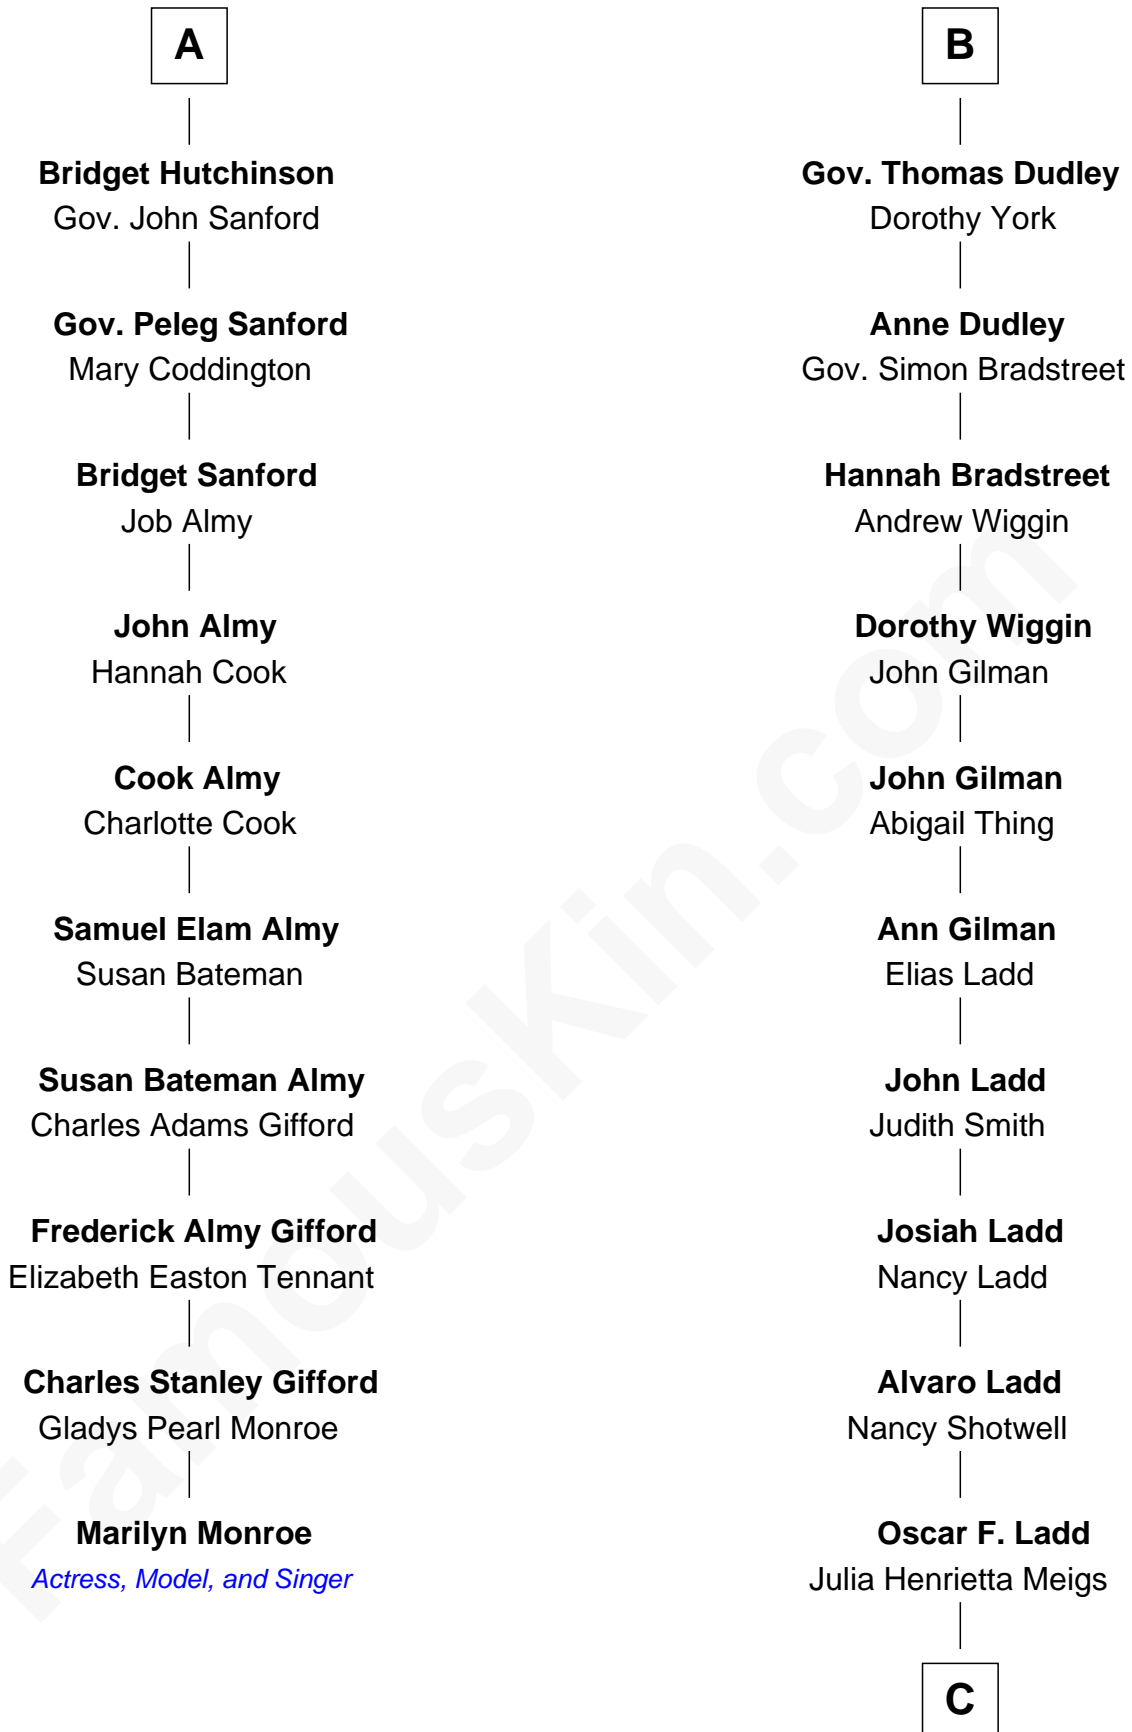 A
Bridget Hutchinson
Gov. John Sanford
Gov. Peleg Sanford
Mary Coddington
Bridget Sanford
Job Almy
John Almy
Hannah Cook
Cook Almy
Charlotte Cook
Samuel Elam Almy
Susan Bateman
Susan Bateman Almy
Charles Adams Gifford
Frederick Almy Gifford
Elizabeth Easton Tennant
Charles Stanley Gifford
Gladys Pearl Monroe
Marilyn Monroe
Actress, Model, and Singer
B
Gov. Thomas Dudley
Dorothy York
Anne Dudley
Gov. Simon Bradstreet
Hannah Bradstreet
Andrew Wiggin
Dorothy Wiggin
John Gilman
John Gilman
Abigail Thing
Ann Gilman
Elias Ladd
John Ladd
Judith Smith
Josiah Ladd
Nancy Ladd
Alvaro Ladd
Nancy Shotwell
Oscar F. Ladd
Julia Henrietta Meigs
C
FamousKin.com